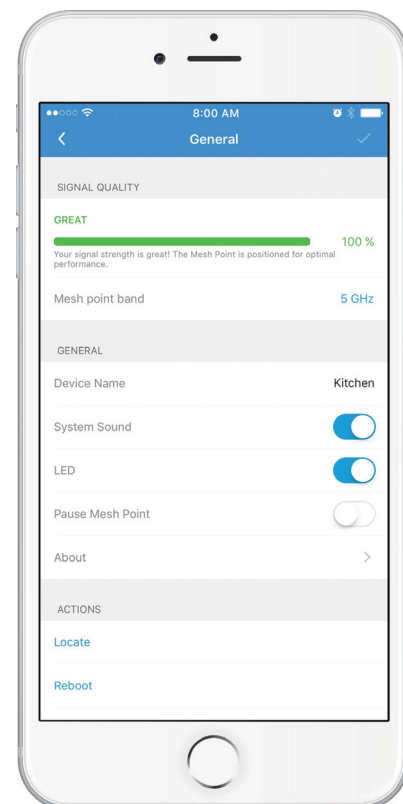 8:00 AM
General
SIGNAL QUALITY
GREAT
100 %
Your signal strength is great! The Mesh Point is positioned for optimal
performance.
Mesh point band 5 GHz
GENERAL
Device Name Kitchen
System Sound
LED
Pause Mesh Point
About
ACTIONS
Locate
Reboot